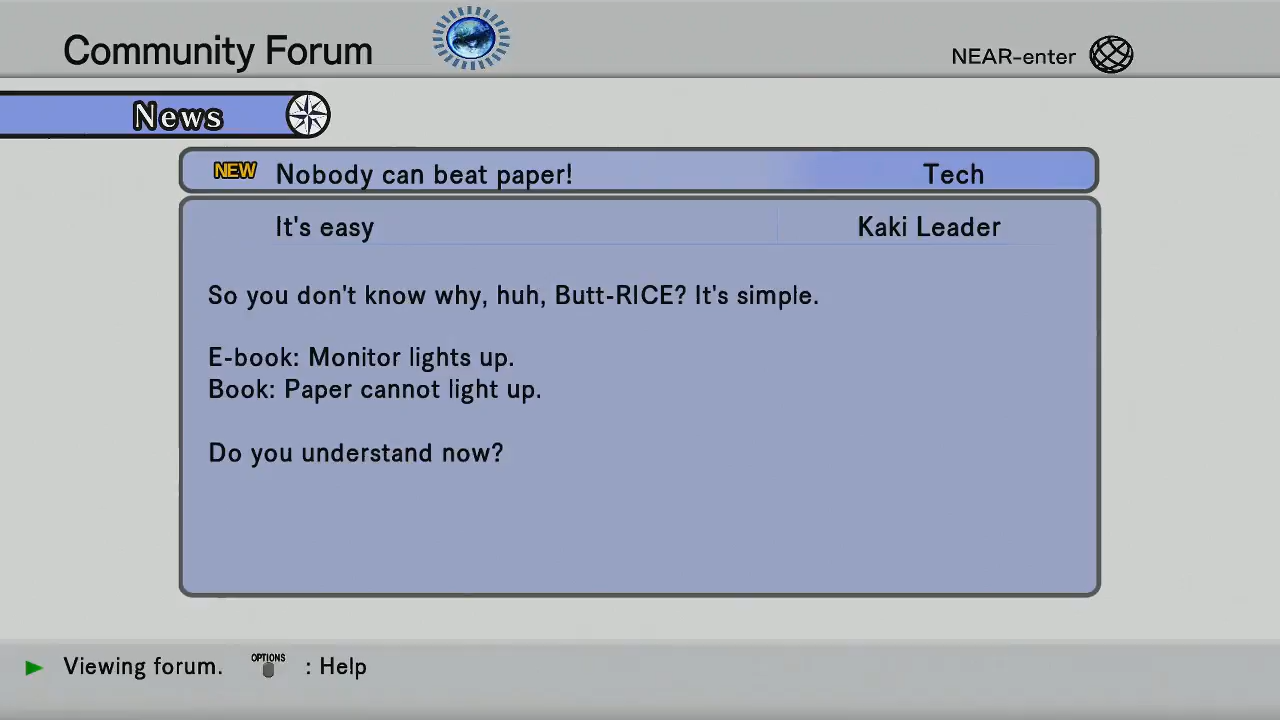 Community Forum
NEAR-enter
News
NEW Nobody can beat paper! Tech
It's easy Kaki Leader
So you don't know why, huh, Butt-RICE? It's simple.
E-book: Monitor lights up.
Book: Paper cannot light up.
Do you understand now?
Viewing forum. OPTIONS : Help